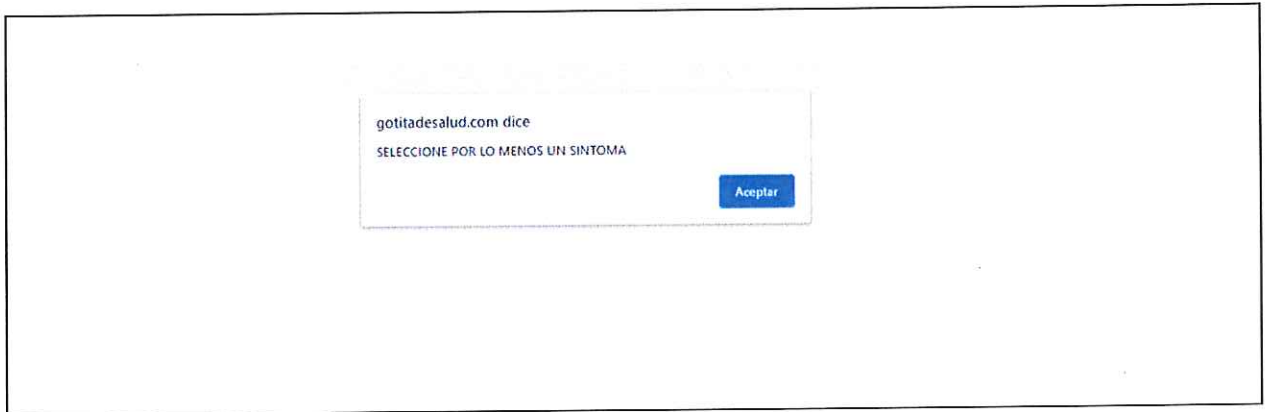 gotitadesalud.com dice
SELECCIONE POR LO MENOS UN SINTOMA
Aceptar